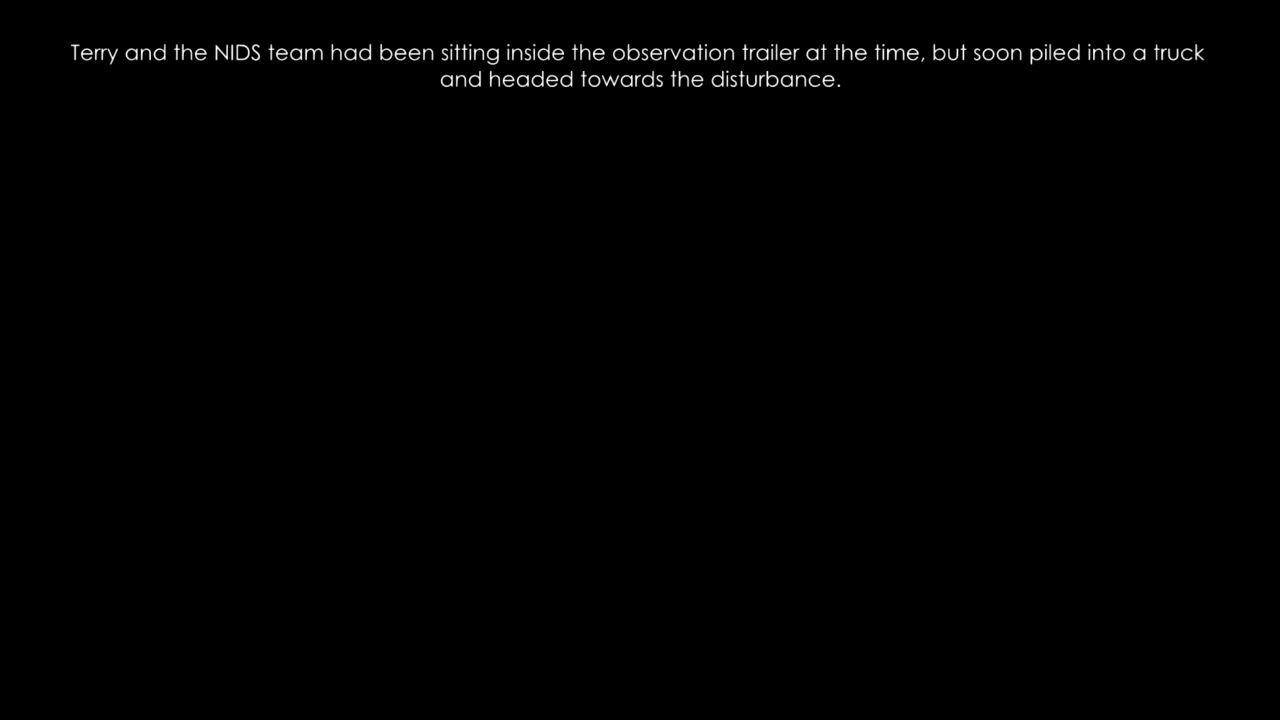 Terry and the NIDS team had been sitting inside the observation trailer at the time, but soon piled into a truck
and headed towards the disturbance.